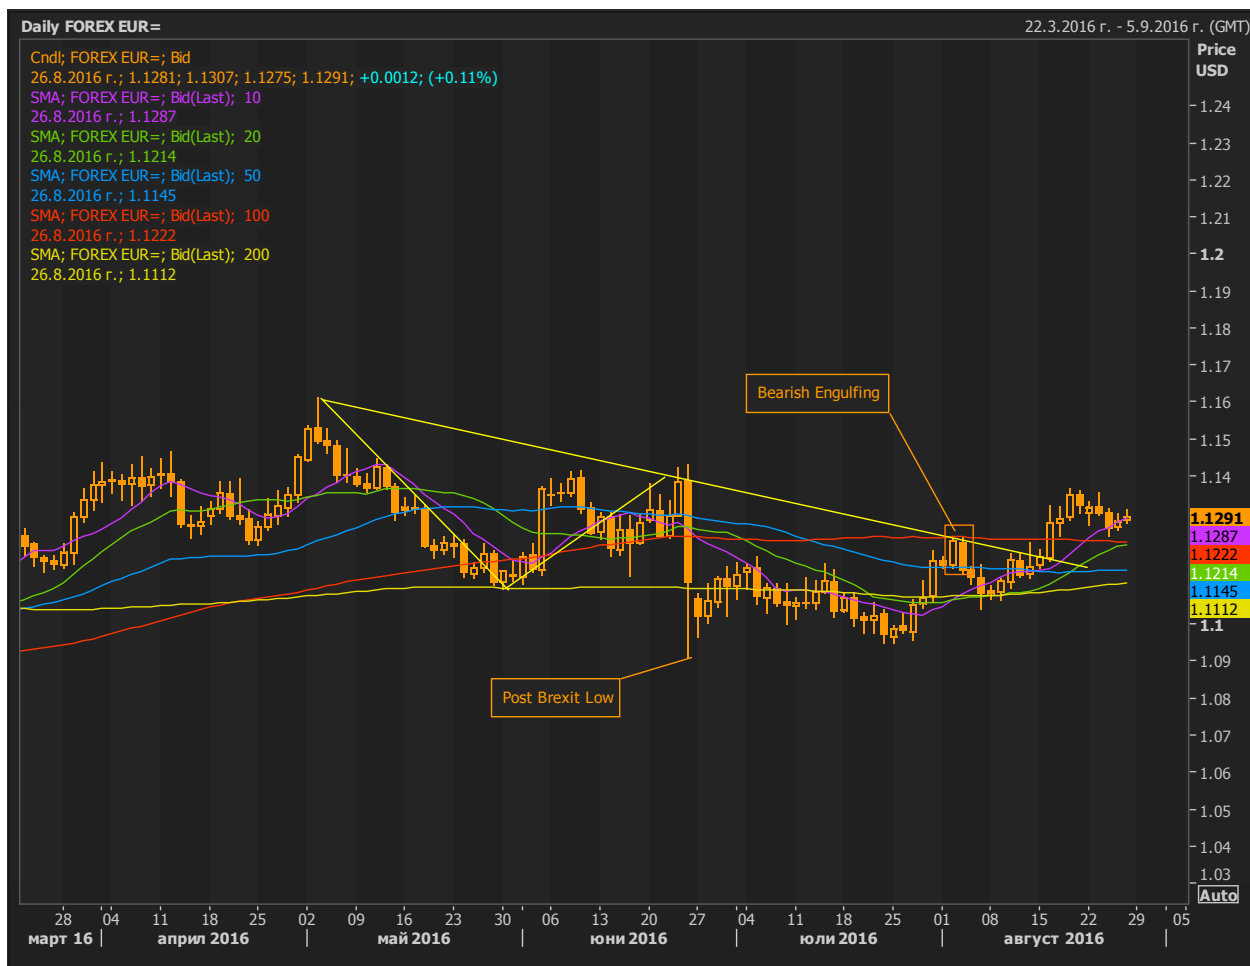 Daily FOREX EUR=
22.3.2016 г. - 5.9.2016 г. (GMT)
Price
USD
Cndl; FOREX EUR=; Bid
26.8.2016 г.; 1.1281; 1.1307; 1.1275; 1.1291; +0.0012; (+0.11%)
SMA; FOREX EUR=; Bid(Last); 10
26.8.2016 г.; 1.1287
SMA; FOREX EUR=; Bid(Last); 20
26.8.2016 г.; 1.1214
SMA; FOREX EUR=; Bid(Last); 50
26.8.2016 г.; 1.1145
SMA; FOREX EUR=; Bid(Last); 100
26.8.2016 г.; 1.1222
SMA; FOREX EUR=; Bid(Last); 200
26.8.2016 г.; 1.1112
1.24
1.23
1.22
1.21
1.2
1.19
1.18
1.17
1.16
1.15
1.14
1.1291
1.1287
1.1222
1.1214
1.1145
1.1112
1.1
1.09
1.08
1.07
1.06
1.05
1.04
1.03
Auto
Bearish Engulfing
Post Brexit Low
28 04 11 18 25 02 09 16 23 30 06 13 20 27 04 11 18 25 01 08 15 22 29 05
март 16 април 2016 май 2016 юни 2016 юли 2016 август 2016